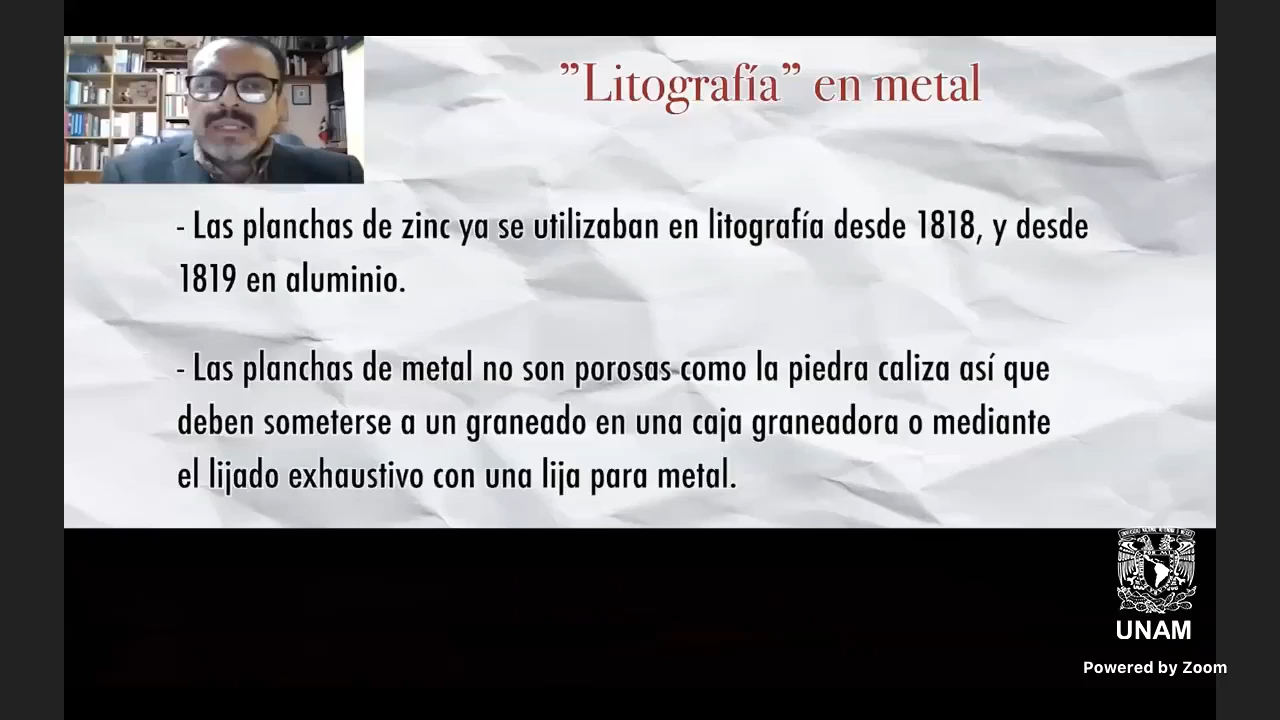 ”Litografía” en metal
- Las planchas de zinc ya se utilizaban en litografía desde 1818, y desde
1819 en aluminio.
- Las planchas de metal no son porosas como la piedra caliza así que
deben someterse a un graneado en una caja graneadora o mediante
el lijado exhaustivo con una lija para metal.
UNAM
Powered by Zoom